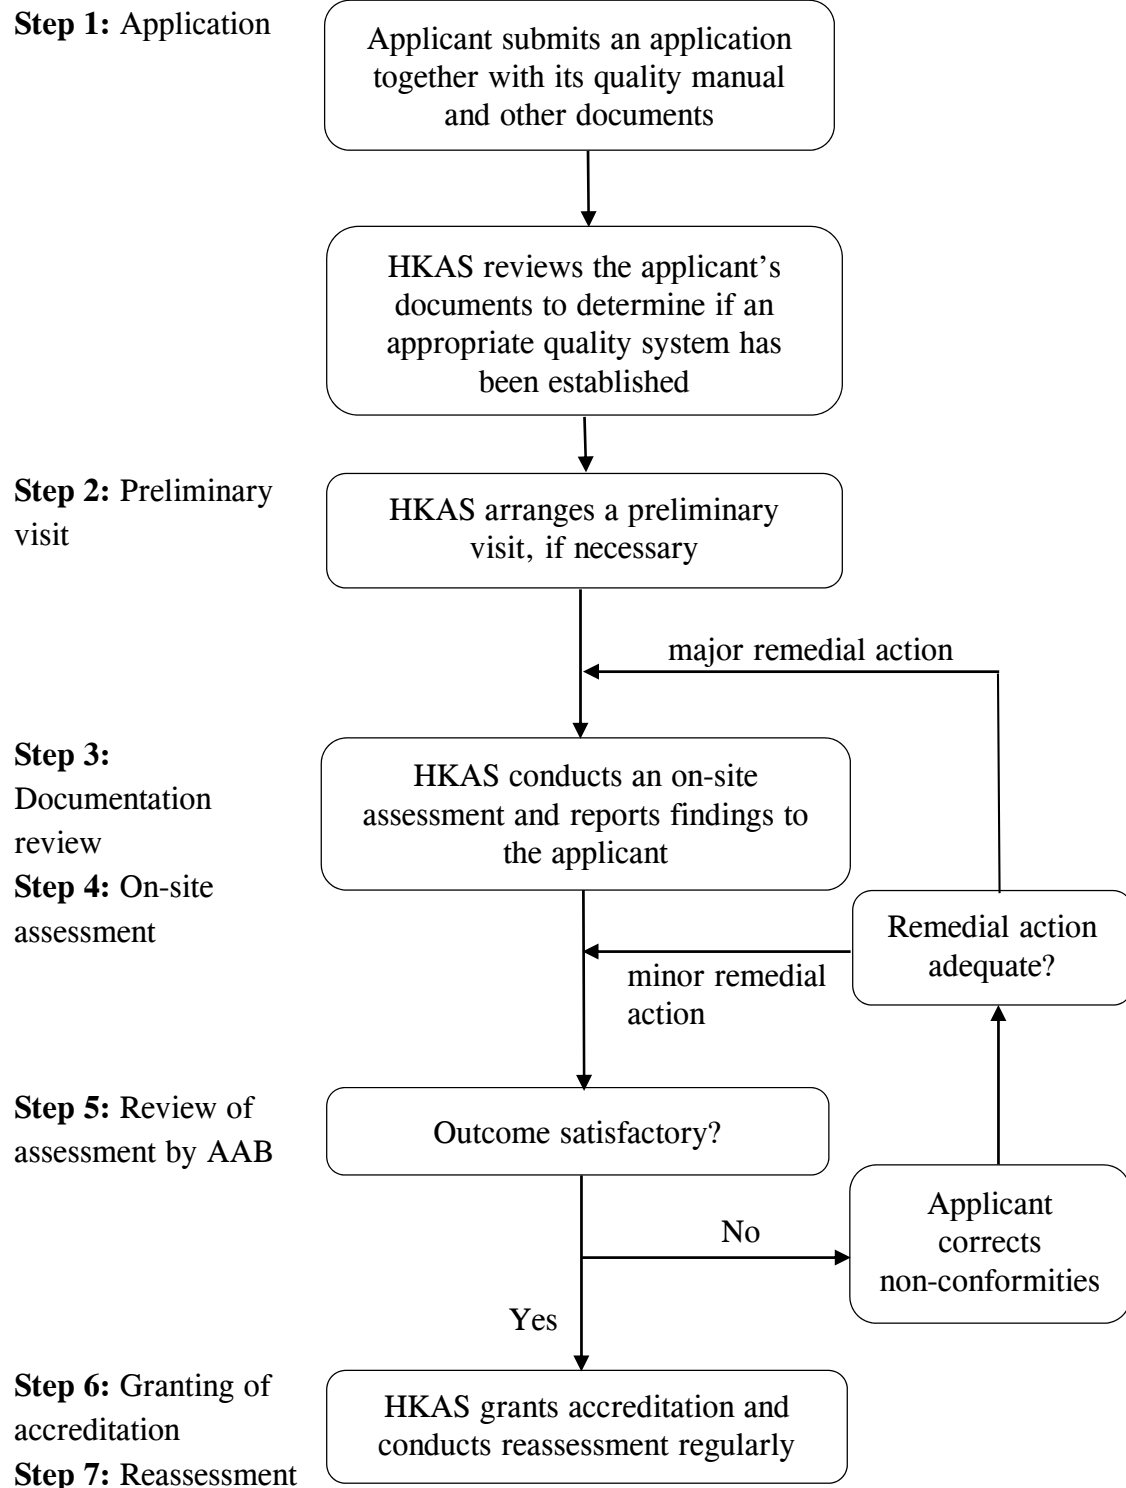 Step 1: Application
Applicant submits an application
together with its quality manual
and other documents
HKAS reviews the applicant’s
documents to determine if an
appropriate quality system has
been established
Step 2: Preliminary
visit
HKAS arranges a preliminary
visit, if necessary
major remedial action
Step 3:
Documentation
review
Step 4: On-site
assessment
HKAS conducts an on-site
assessment and reports findings to
the applicant
Remedial action
adequate?
minor remedial
action
Step 5: Review of
assessment by AAB
Outcome satisfactory?
No
Applicant
corrects
non-conformities
Yes
Step 6: Granting of
accreditation
Step 7: Reassessment
HKAS grants accreditation and
conducts reassessment regularly